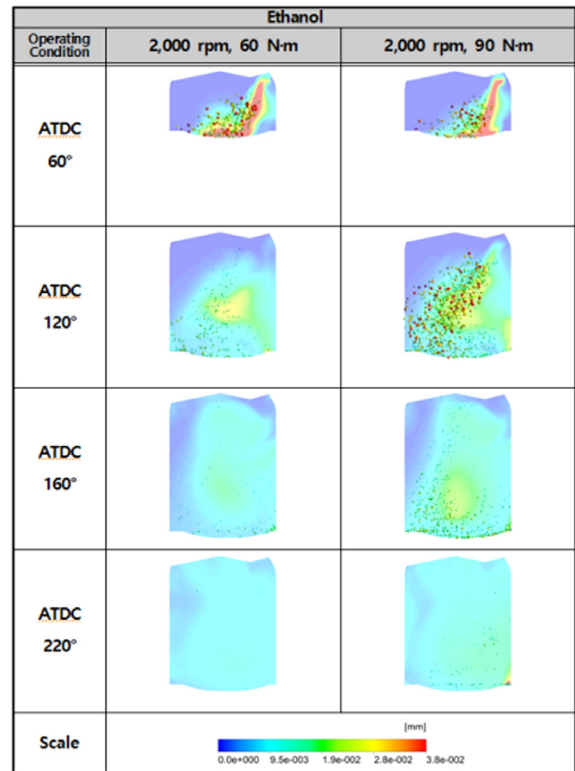 Ethanol
Operating
Condition
2,000 rpm, 60 N·m
2,000 rpm, 90 N·m
ATDC
60°
ATDC
120°
ATDC
160°
ATDC
220°
Scale
[mm]
0.0e+000 9.5e-003 1.9e-002 2.8e-002 3.8e-002